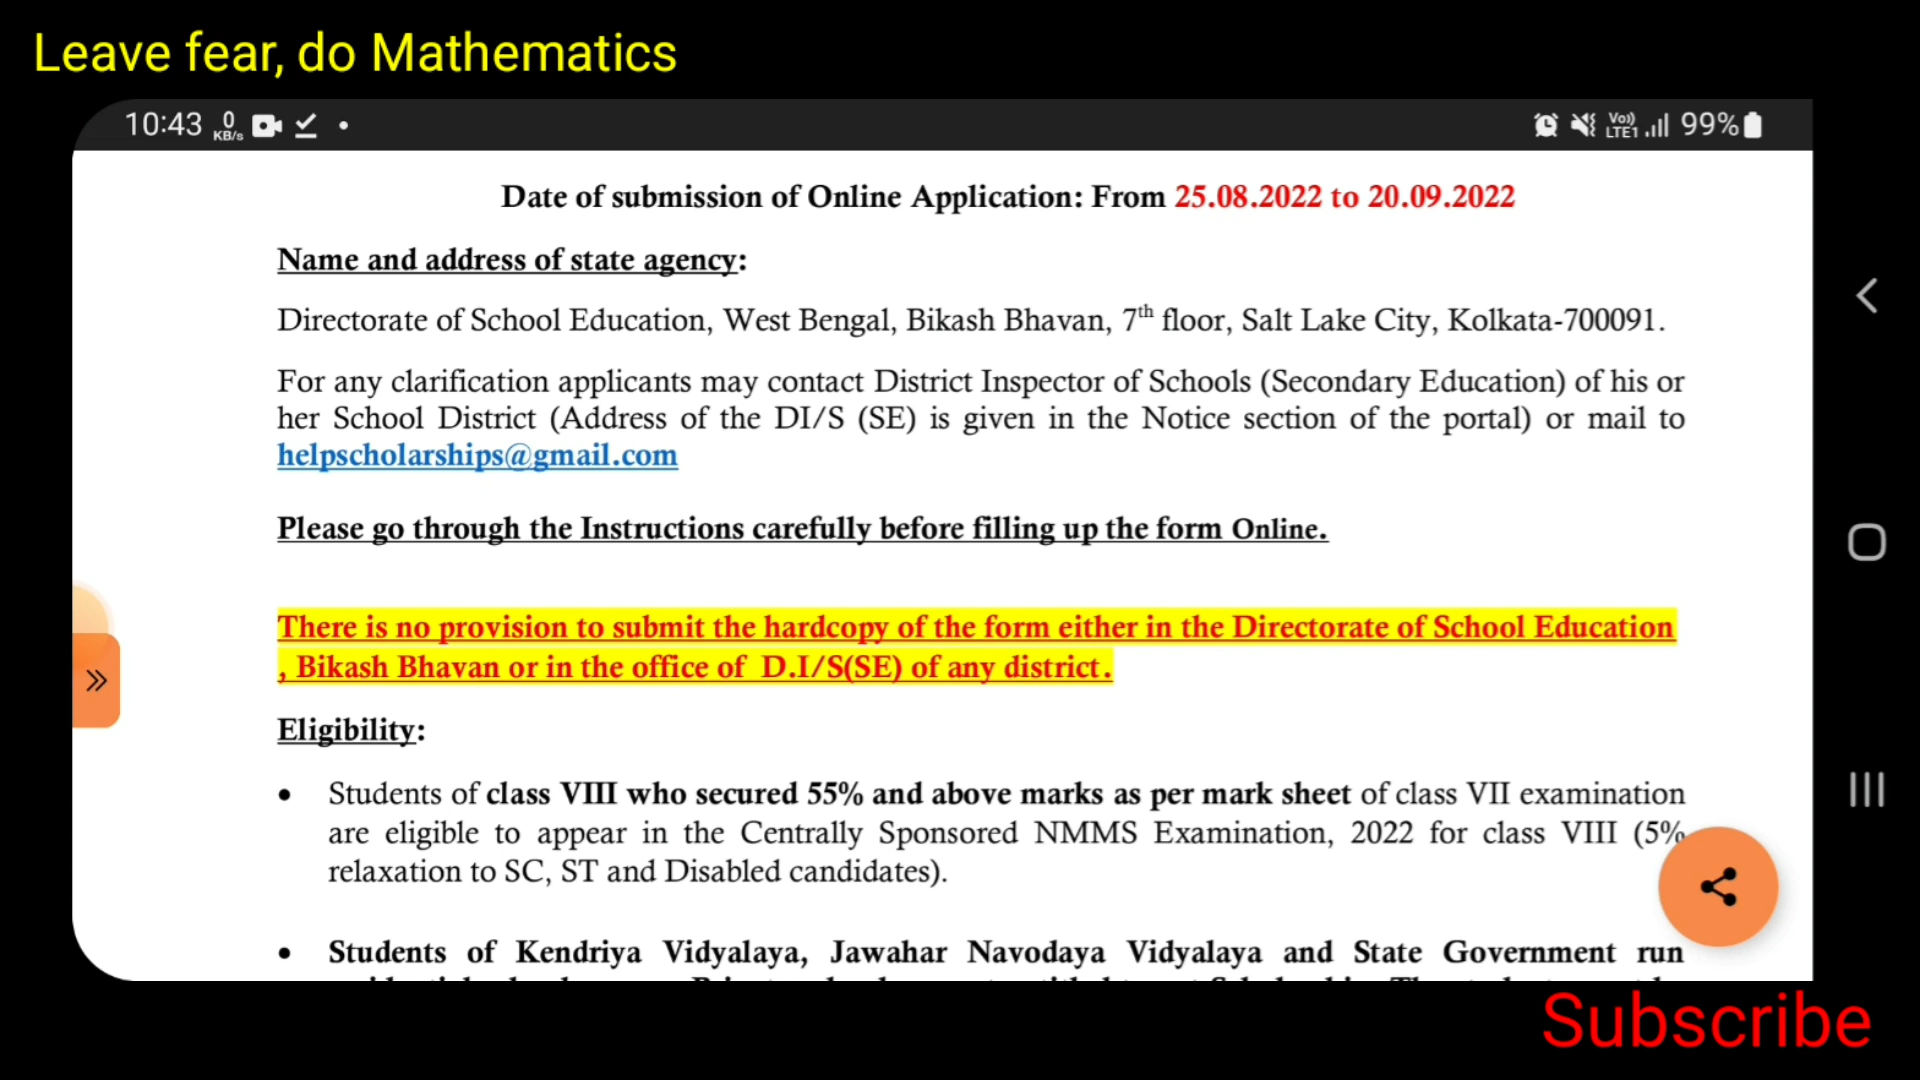 Leave fear, do Mathematics
10:43 0 KB/s Vo)) LTE1 99%
Date of submission of Online Application: From 25.08.2022 to 20.09.2022
Name and address of state agency:
Directorate of School Education, West Bengal, Bikash Bhavan, 7th floor, Salt Lake City, Kolkata-700091.
For any clarification applicants may contact District Inspector of Schools (Secondary Education) of his or
her School District (Address of the DI/S (SE) is given in the Notice section of the portal) or mail to
helpscholarships@gmail.com
Please go through the Instructions carefully before filling up the form Online.
There is no provision to submit the hardcopy of the form either in the Directorate of School Education
, Bikash Bhavan or in the office of D.I/S(SE) of any district.
Eligibility:
• Students of class VIII who secured 55% and above marks as per mark sheet of class VII examination
are eligible to appear in the Centrally Sponsored NMMS Examination, 2022 for class VIII (5%
relaxation to SC, ST and Disabled candidates).
• Students of Kendriya Vidyalaya, Jawahar Navodaya Vidyalaya and State Government run
Subscribe